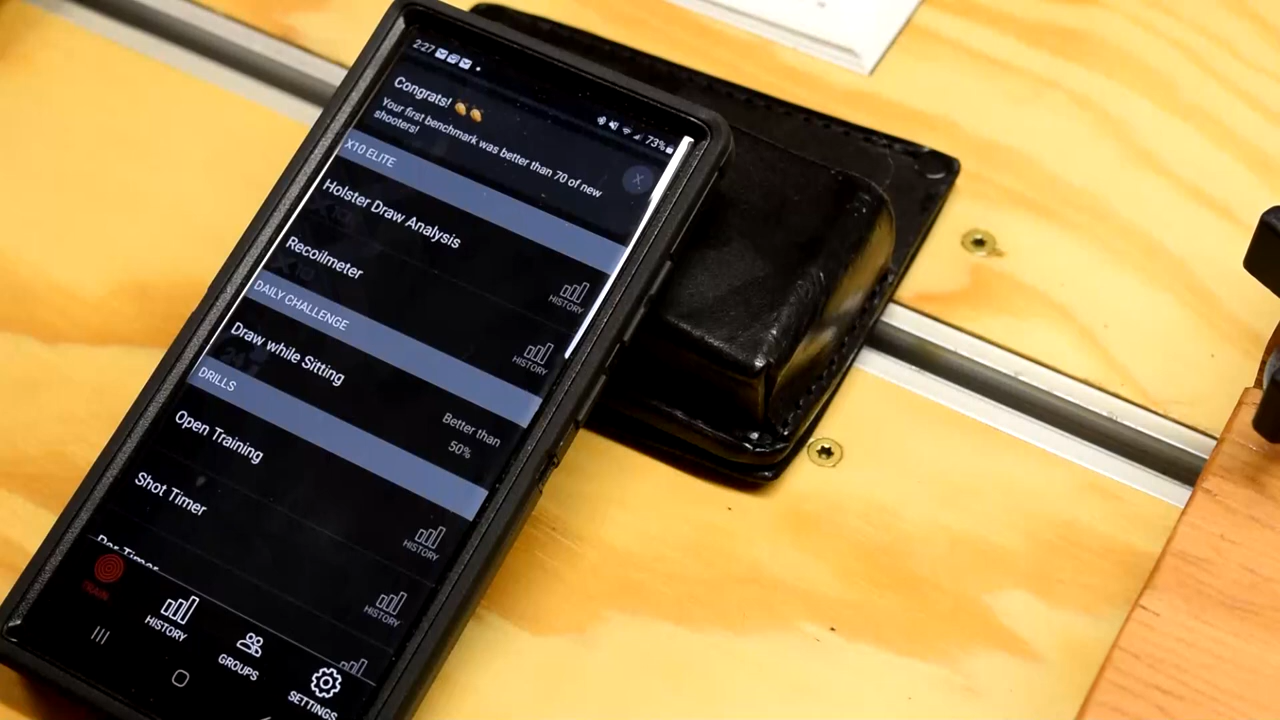 2:27
73%
Congrats! 👏👏
Your first benchmark was better than 70 of new
shooters!
X
X10 ELITE
Holster Draw Analysis
HISTORY
Recoilmeter
HISTORY
DAILY CHALLENGE
Draw while Sitting
Better than
50%
DRILLS
Open Training
HISTORY
Shot Timer
HISTORY
Par Timer
TRAIN
HISTORY
GROUPS
SETTINGS